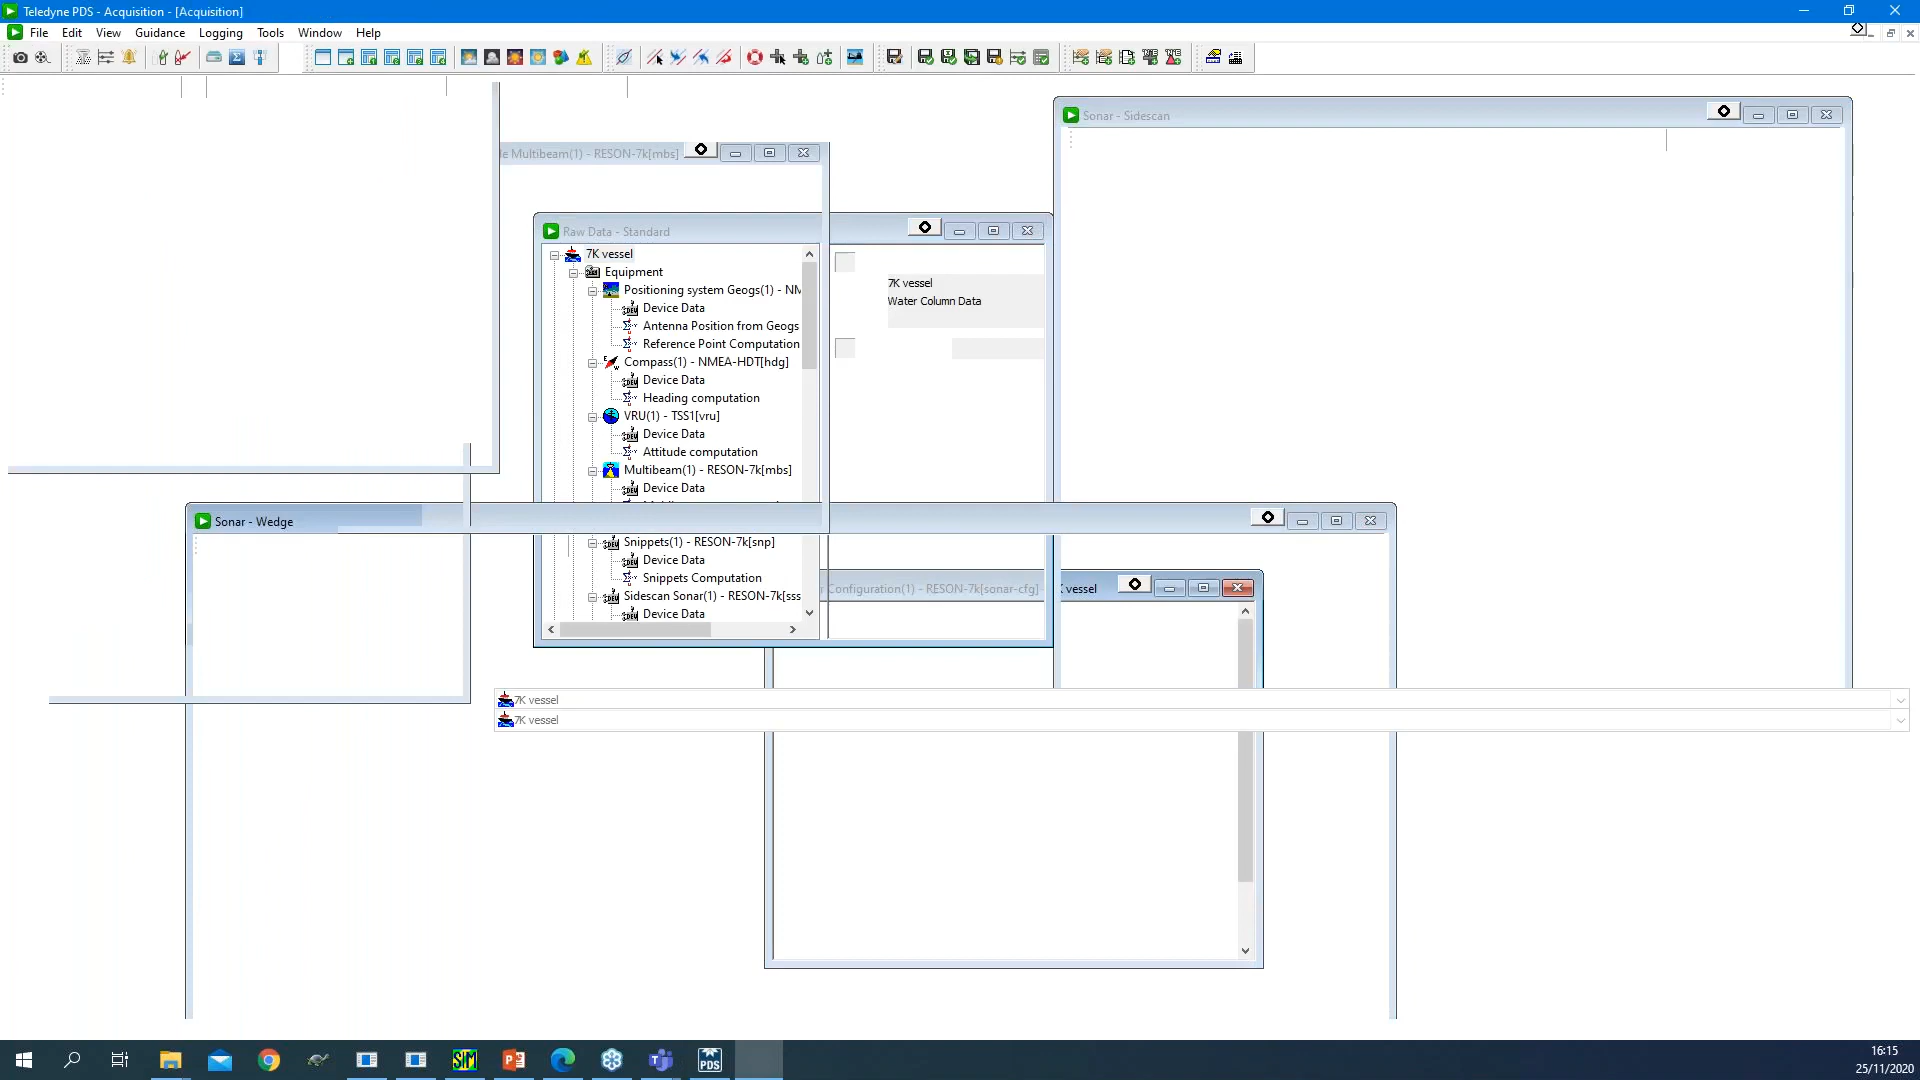 Teledyne PDS - Acquisition - [Acquisition]
File Edit View Guidance Logging Tools Window Help
Sonar - Sidescan
le Multibeam(1) - RESON-7k[mbs]
Raw Data - Standard
7K vessel
Equipment
Positioning system Geogs(1) - NM
Device Data
Antenna Position from Geogs
Reference Point Computation
Compass(1) - NMEA-HDT[hdg]
Device Data
Heading computation
VRU(1) - TSS1[vru]
Device Data
Attitude computation
Multibeam(1) - RESON-7k[mbs]
Device Data
7K vessel
Water Column Data
Sonar - Wedge
Snippets(1) - RESON-7k[snp]
Device Data
Snippets Computation
Sidescan Sonar(1) - RESON-7k[sss
Device Data
Configuration(1) - RESON-7k[sonar-cfg]
vessel
7K vessel
7K vessel
SIM
PDS
16:15
25/11/2020